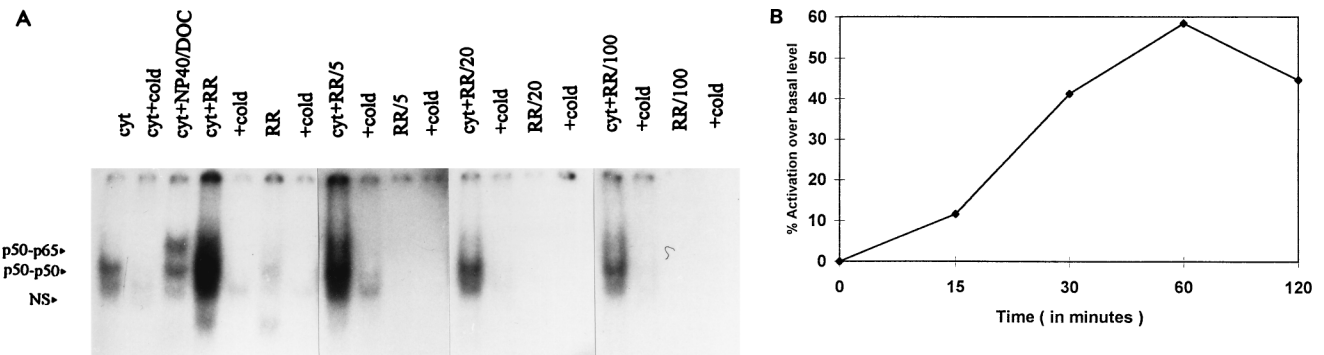 A
cyt
cyt+cold
cyt+NP40/DOC
cyt+RR
+cold
RR
+cold
cyt+RR/5
+cold
RR/5
+cold
cyt+RR/20
+cold
RR/20
+cold
cyt+RR/100
+cold
RR/100
+cold
p50-p65
p50-p50
NS
B
% Activation over basal level
60
50
40
30
20
10
0
0 15 30 60 120
Time ( in minutes )